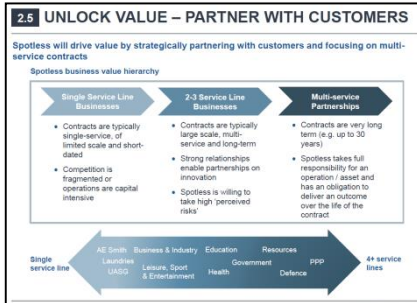 2.5 UNLOCK VALUE – PARTNER WITH CUSTOMERS
Spotless will drive value by strategically partnering with customers and focusing on multi-
service contracts
Spotless business value hierarchy
Single Service Line
Businesses
• Contracts are typically
single-service, of
limited scale and short-
dated
• Competition is
fragmented or
operations are capital
intensive
2-3 Service Line
Businesses
• Contracts are typically
large scale, multi-
service and long-term
• Strong relationships
enable partnerships on
innovation
• Spotless is willing to
take high 'perceived
risks'
Multi-service
Partnerships
• Contracts are very long
term (e.g. up to 30
years)
• Spotless takes full
responsibility for an
operation / asset and
has an obligation to
deliver an outcome
over the life of the
contract
Single
service line
AE Smith
Laundries
UASG
Business & Industry
Leisure, Sport
& Entertainment
Education
Health
Government
Resources
Defence
PPP
4+ service
lines